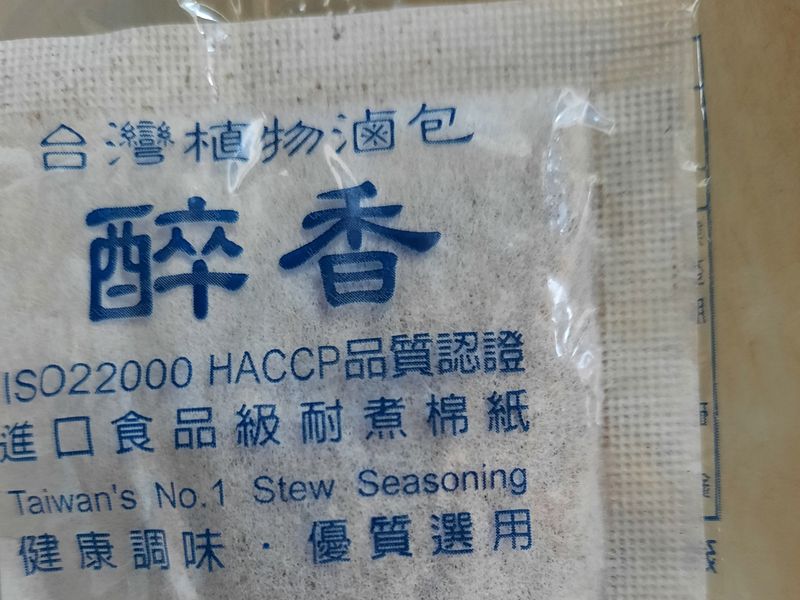 台灣植物滷包
醉香
ISO22000 HACCP品質認證
進口食品級耐煮棉紙
Taiwan's No.1 Stew Seasoning
健康調味·優質選用